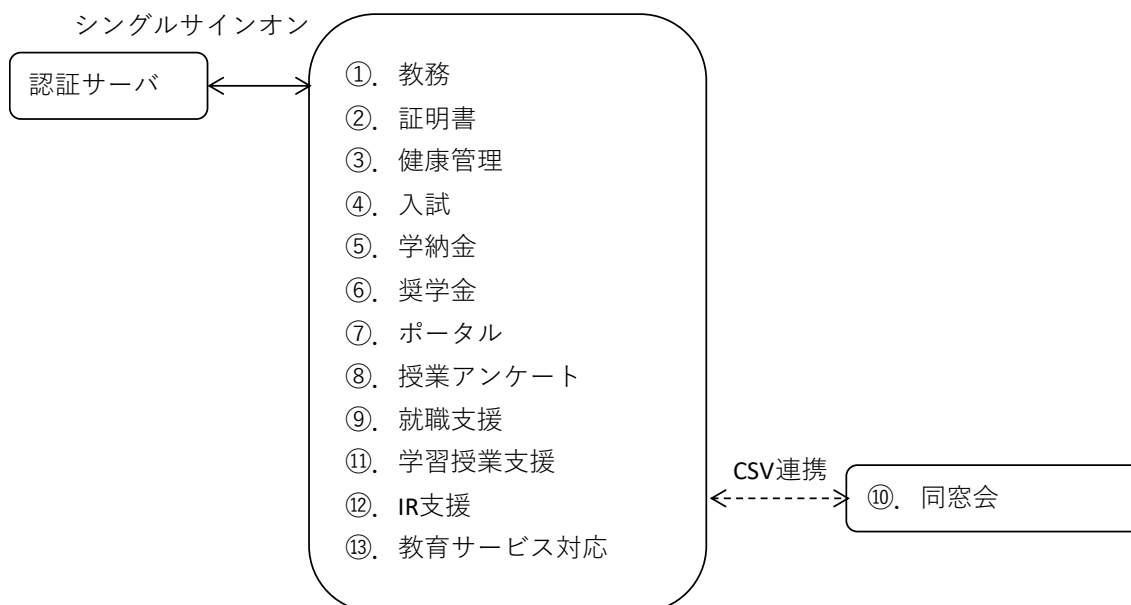 シングルサインオン
認証サーバ
①. 教務
②. 証明書
③. 健康管理
④. 入試
⑤. 学納金
⑥. 奨学金
⑦. ポータル
⑧. 授業アンケート
⑨. 就職支援
⑪. 学習授業支援
⑫. IR支援
⑬. 教育サービス対応
CSV連携
⑩. 同窓会